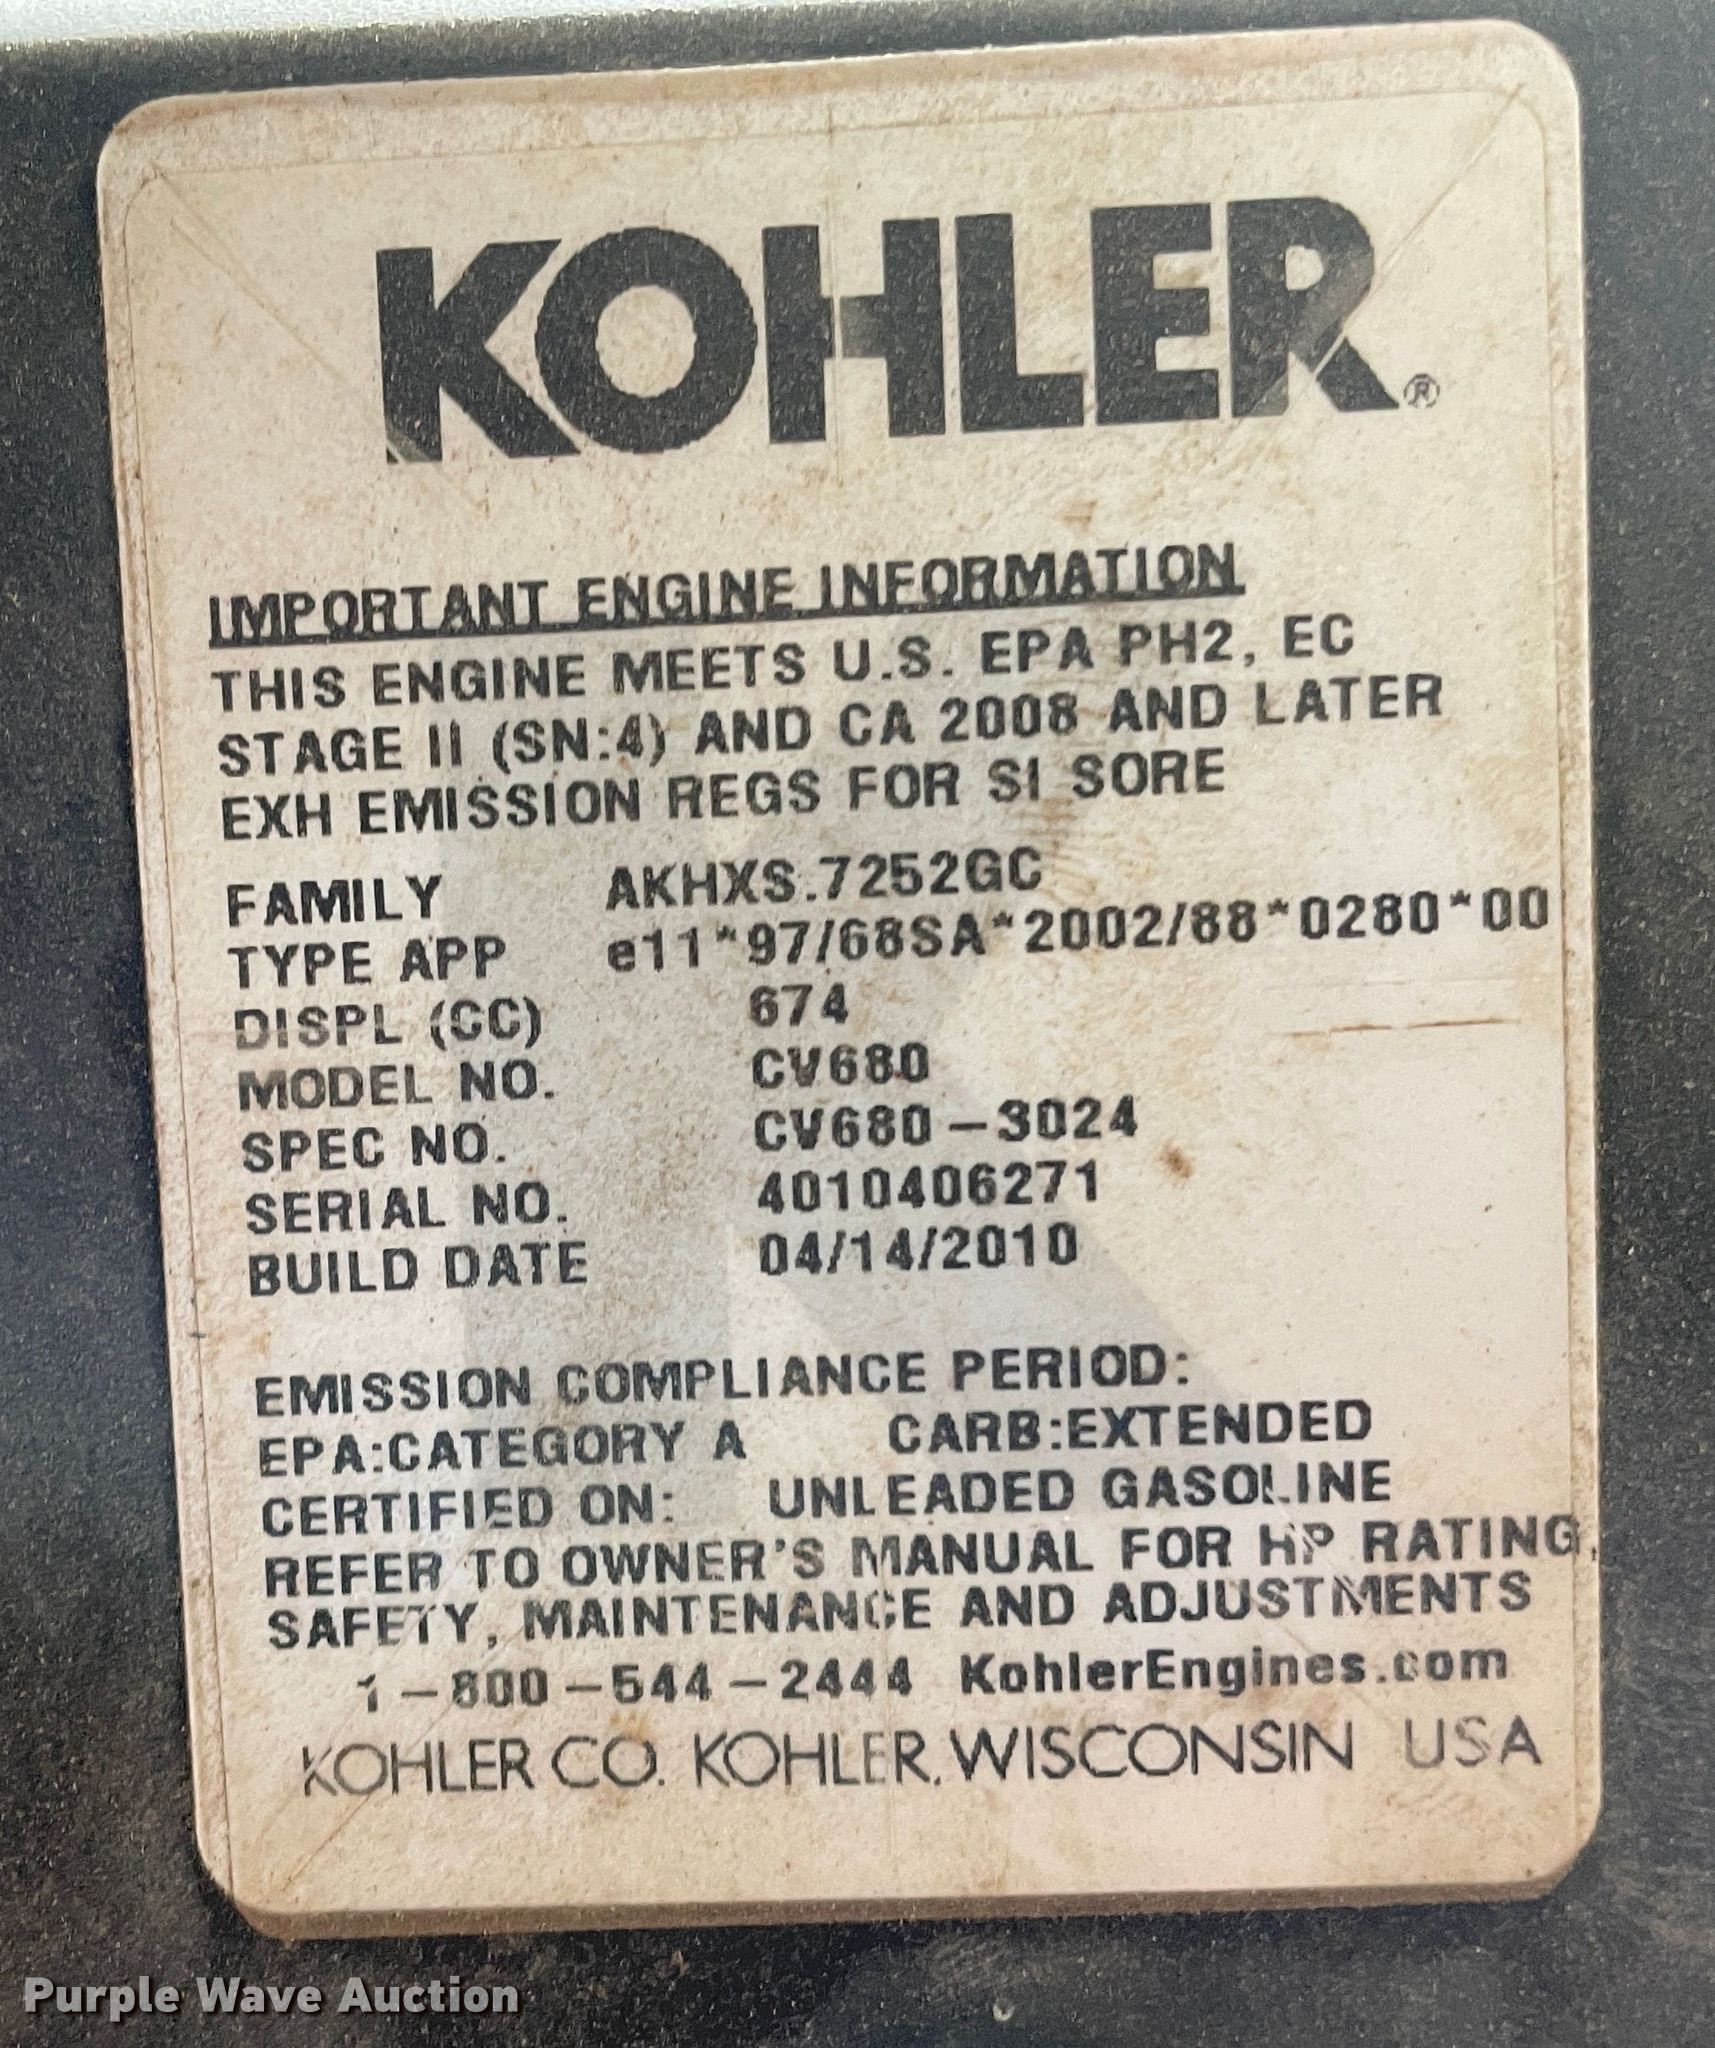 KOHLER®
IMPORTANT ENGINE INFORMATION
THIS ENGINE MEETS U.S. EPA PH2, EC
STAGE II (SN:4) AND CA 2008 AND LATER
EXH EMISSION REGS FOR SI SORE
FAMILY AKHXS.7252GC
TYPE APP e11*97/68SA*2002/88*0280*00
DISPL (CC) 674
MODEL NO. CV680
SPEC NO. CV680-3024
SERIAL NO. 4010406271
BUILD DATE 04/14/2010
EMISSION COMPLIANCE PERIOD:
EPA:CATEGORY A CARB:EXTENDED
CERTIFIED ON: UNLEADED GASOLINE
REFER TO OWNER'S MANUAL FOR HP RATING,
SAFETY, MAINTENANCE AND ADJUSTMENTS
1-800-544-2444 KohlerEngines.com
KOHLER CO. KOHLER, WISCONSIN USA
Purple Wave Auction